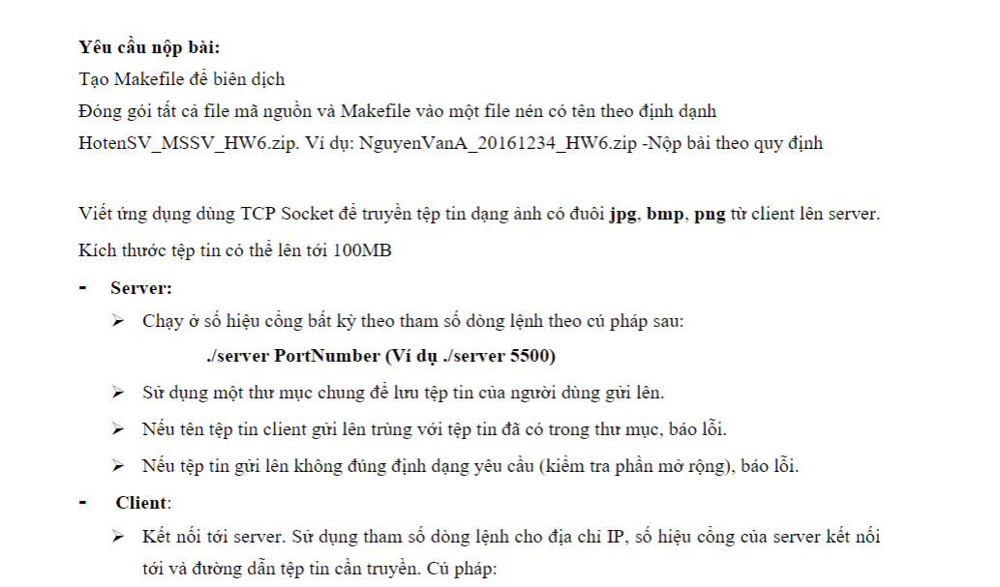 Yêu cầu nộp bài:
Tạo Makefile để biên dịch
Đóng gói tất cả file mã nguồn và Makefile vào một file nén có tên theo định dạnh
HotenSV_MSSV_HW6.zip. Ví dụ: NguyenVanA_20161234_HW6.zip -Nộp bài theo quy định
Viết ứng dụng dùng TCP Socket để truyền tệp tin dạng ảnh có đuôi jpg, bmp, png từ client lên server.
Kích thước tệp tin có thể lên tới 100MB
- Server:
➢ Chạy ở số hiệu cổng bất kỳ theo tham số dòng lệnh theo cú pháp sau:
./server PortNumber (Ví dụ ./server 5500)
➢ Sử dụng một thư mục chung để lưu tệp tin của người dùng gửi lên.
➢ Nếu tên tệp tin client gửi lên trùng với tệp tin đã có trong thư mục, báo lỗi.
➢ Nếu tệp tin gửi lên không đúng định dạng yêu cầu (kiểm tra phần mở rộng), báo lỗi.
- Client:
➢ Kết nối tới server. Sử dụng tham số dòng lệnh cho địa chỉ IP, số hiệu cổng của server kết nối
tới và đường dẫn tệp tin cần truyền. Cú pháp: